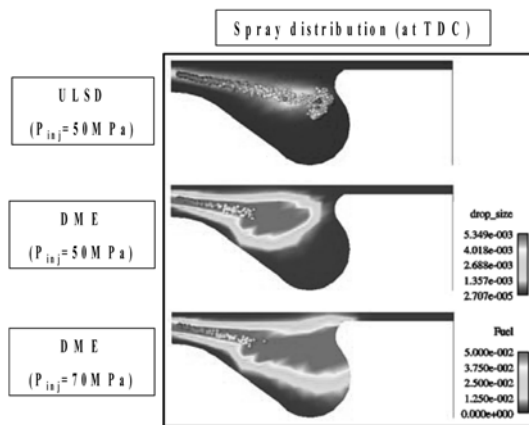 Spray distribution (at TDC)
ULSD
(Pinj=50MPa)
DME
(Pinj=50MPa)
DME
(Pinj=70MPa)
drop_size
5.349e-003
4.018e-003
2.688e-003
1.357e-003
2.707e-005
Fuel
5.000e-002
3.750e-002
2.500e-002
1.250e-002
0.000e+000